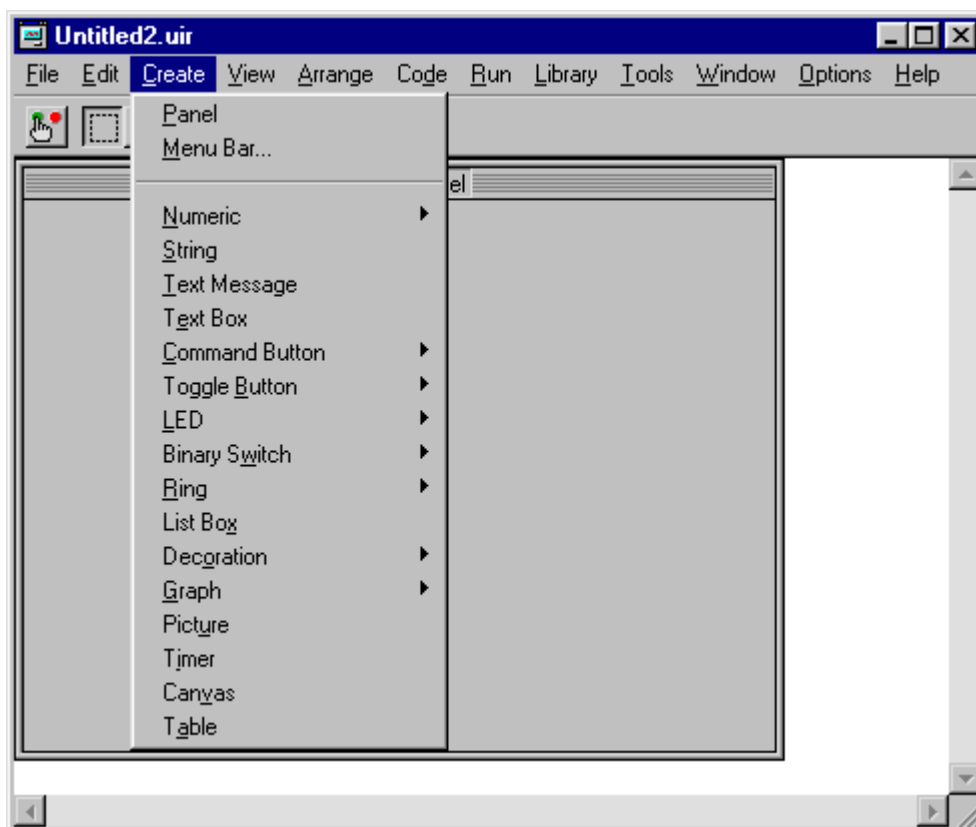 Untitled2.uir
File Edit Create View Arrange Code Run Library Tools Window Options Help
Panel
Menu Bar...
el
Numeric
String
Text Message
Text Box
Command Button
Toggle Button
LED
Binary Switch
Ring
List Box
Decoration
Graph
Picture
Timer
Canvas
Table